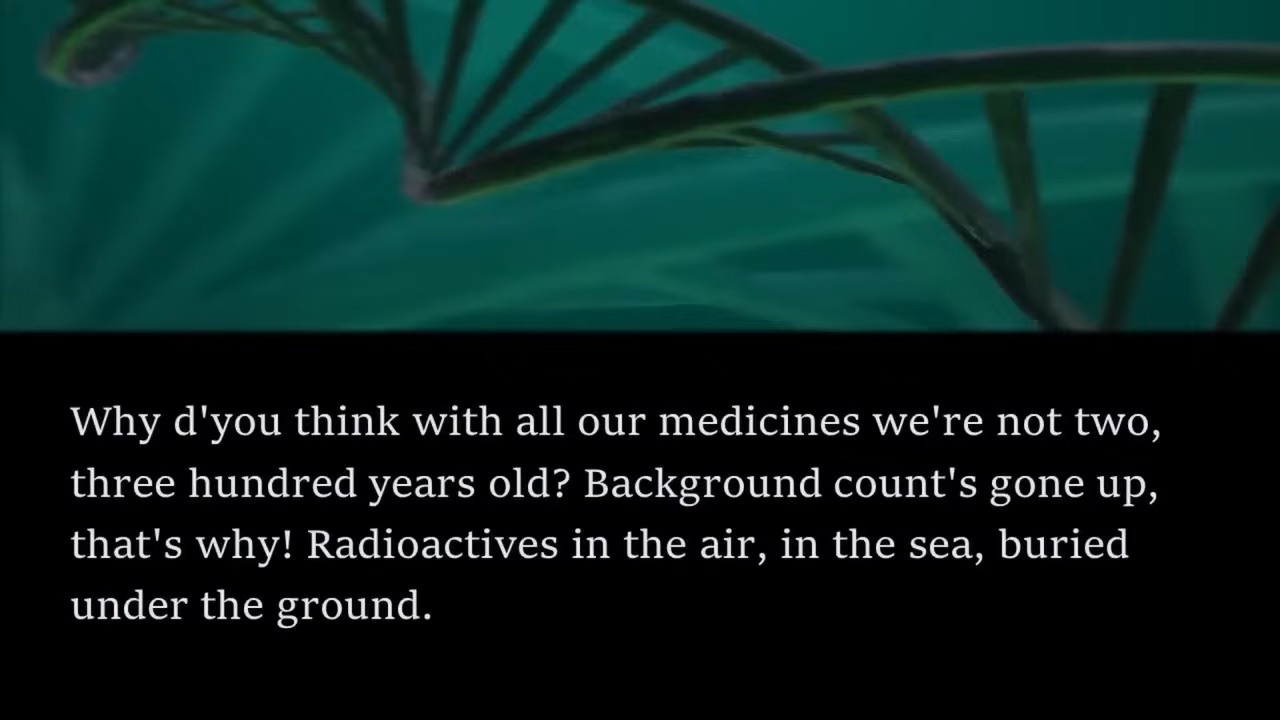 Why d'you think with all our medicines we're not two,
three hundred years old? Background count's gone up,
that's why! Radioactives in the air, in the sea, buried
under the ground.